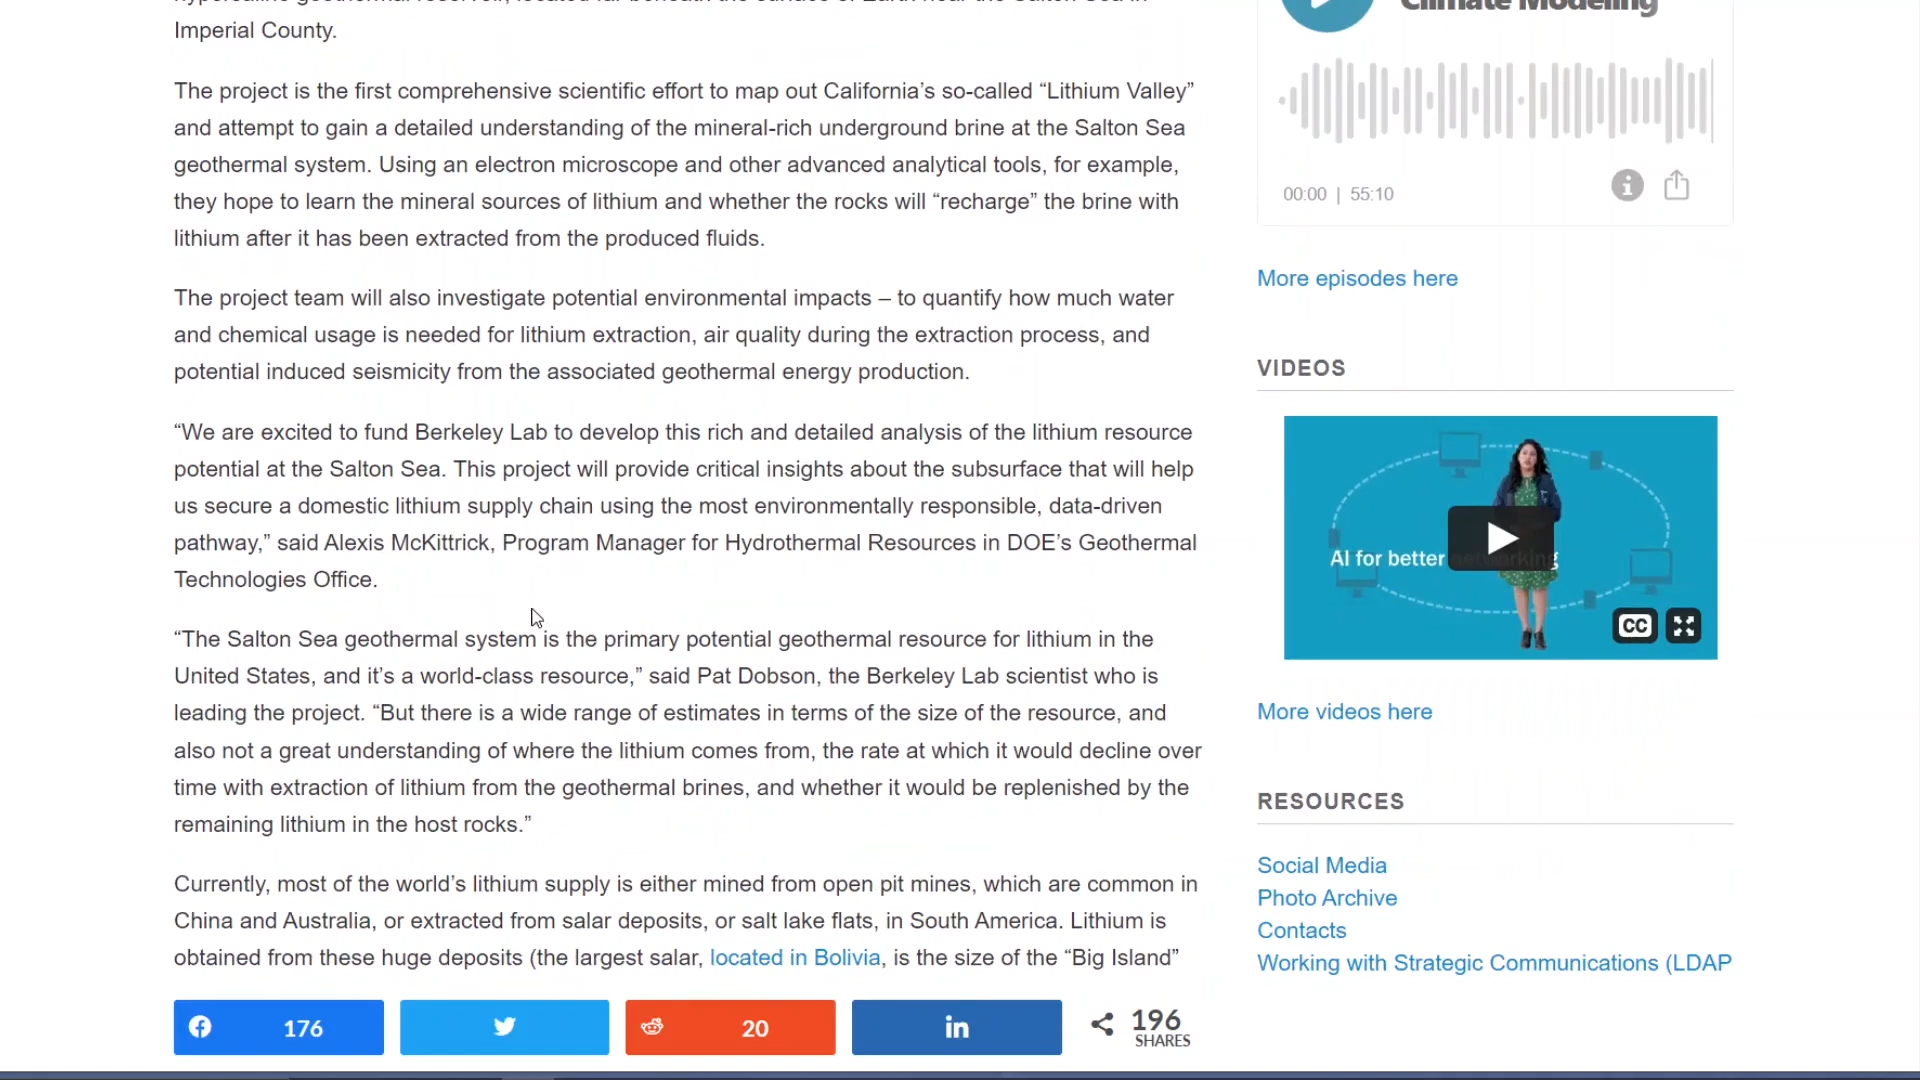 Imperial County.
The project is the first comprehensive scientific effort to map out California’s so-called “Lithium Valley”
and attempt to gain a detailed understanding of the mineral-rich underground brine at the Salton Sea
geothermal system. Using an electron microscope and other advanced analytical tools, for example,
they hope to learn the mineral sources of lithium and whether the rocks will “recharge” the brine with
lithium after it has been extracted from the produced fluids.
The project team will also investigate potential environmental impacts – to quantify how much water
and chemical usage is needed for lithium extraction, air quality during the extraction process, and
potential induced seismicity from the associated geothermal energy production.
“We are excited to fund Berkeley Lab to develop this rich and detailed analysis of the lithium resource
potential at the Salton Sea. This project will provide critical insights about the subsurface that will help
us secure a domestic lithium supply chain using the most environmentally responsible, data-driven
pathway,” said Alexis McKittrick, Program Manager for Hydrothermal Resources in DOE’s Geothermal
Technologies Office.
“The Salton Sea geothermal system is the primary potential geothermal resource for lithium in the
United States, and it’s a world-class resource,” said Pat Dobson, the Berkeley Lab scientist who is
leading the project. “But there is a wide range of estimates in terms of the size of the resource, and
also not a great understanding of where the lithium comes from, the rate at which it would decline over
time with extraction of lithium from the geothermal brines, and whether it would be replenished by the
remaining lithium in the host rocks.”
Currently, most of the world’s lithium supply is either mined from open pit mines, which are common in
China and Australia, or extracted from salar deposits, or salt lake flats, in South America. Lithium is
obtained from these huge deposits (the largest salar, located in Bolivia, is the size of the “Big Island”
176
20
in
196
SHARES
Climate Modeling
00:00 | 55:10
More episodes here
VIDEOS
AI for better networking
CC
More videos here
RESOURCES
Social Media
Photo Archive
Contacts
Working with Strategic Communications (LDAP